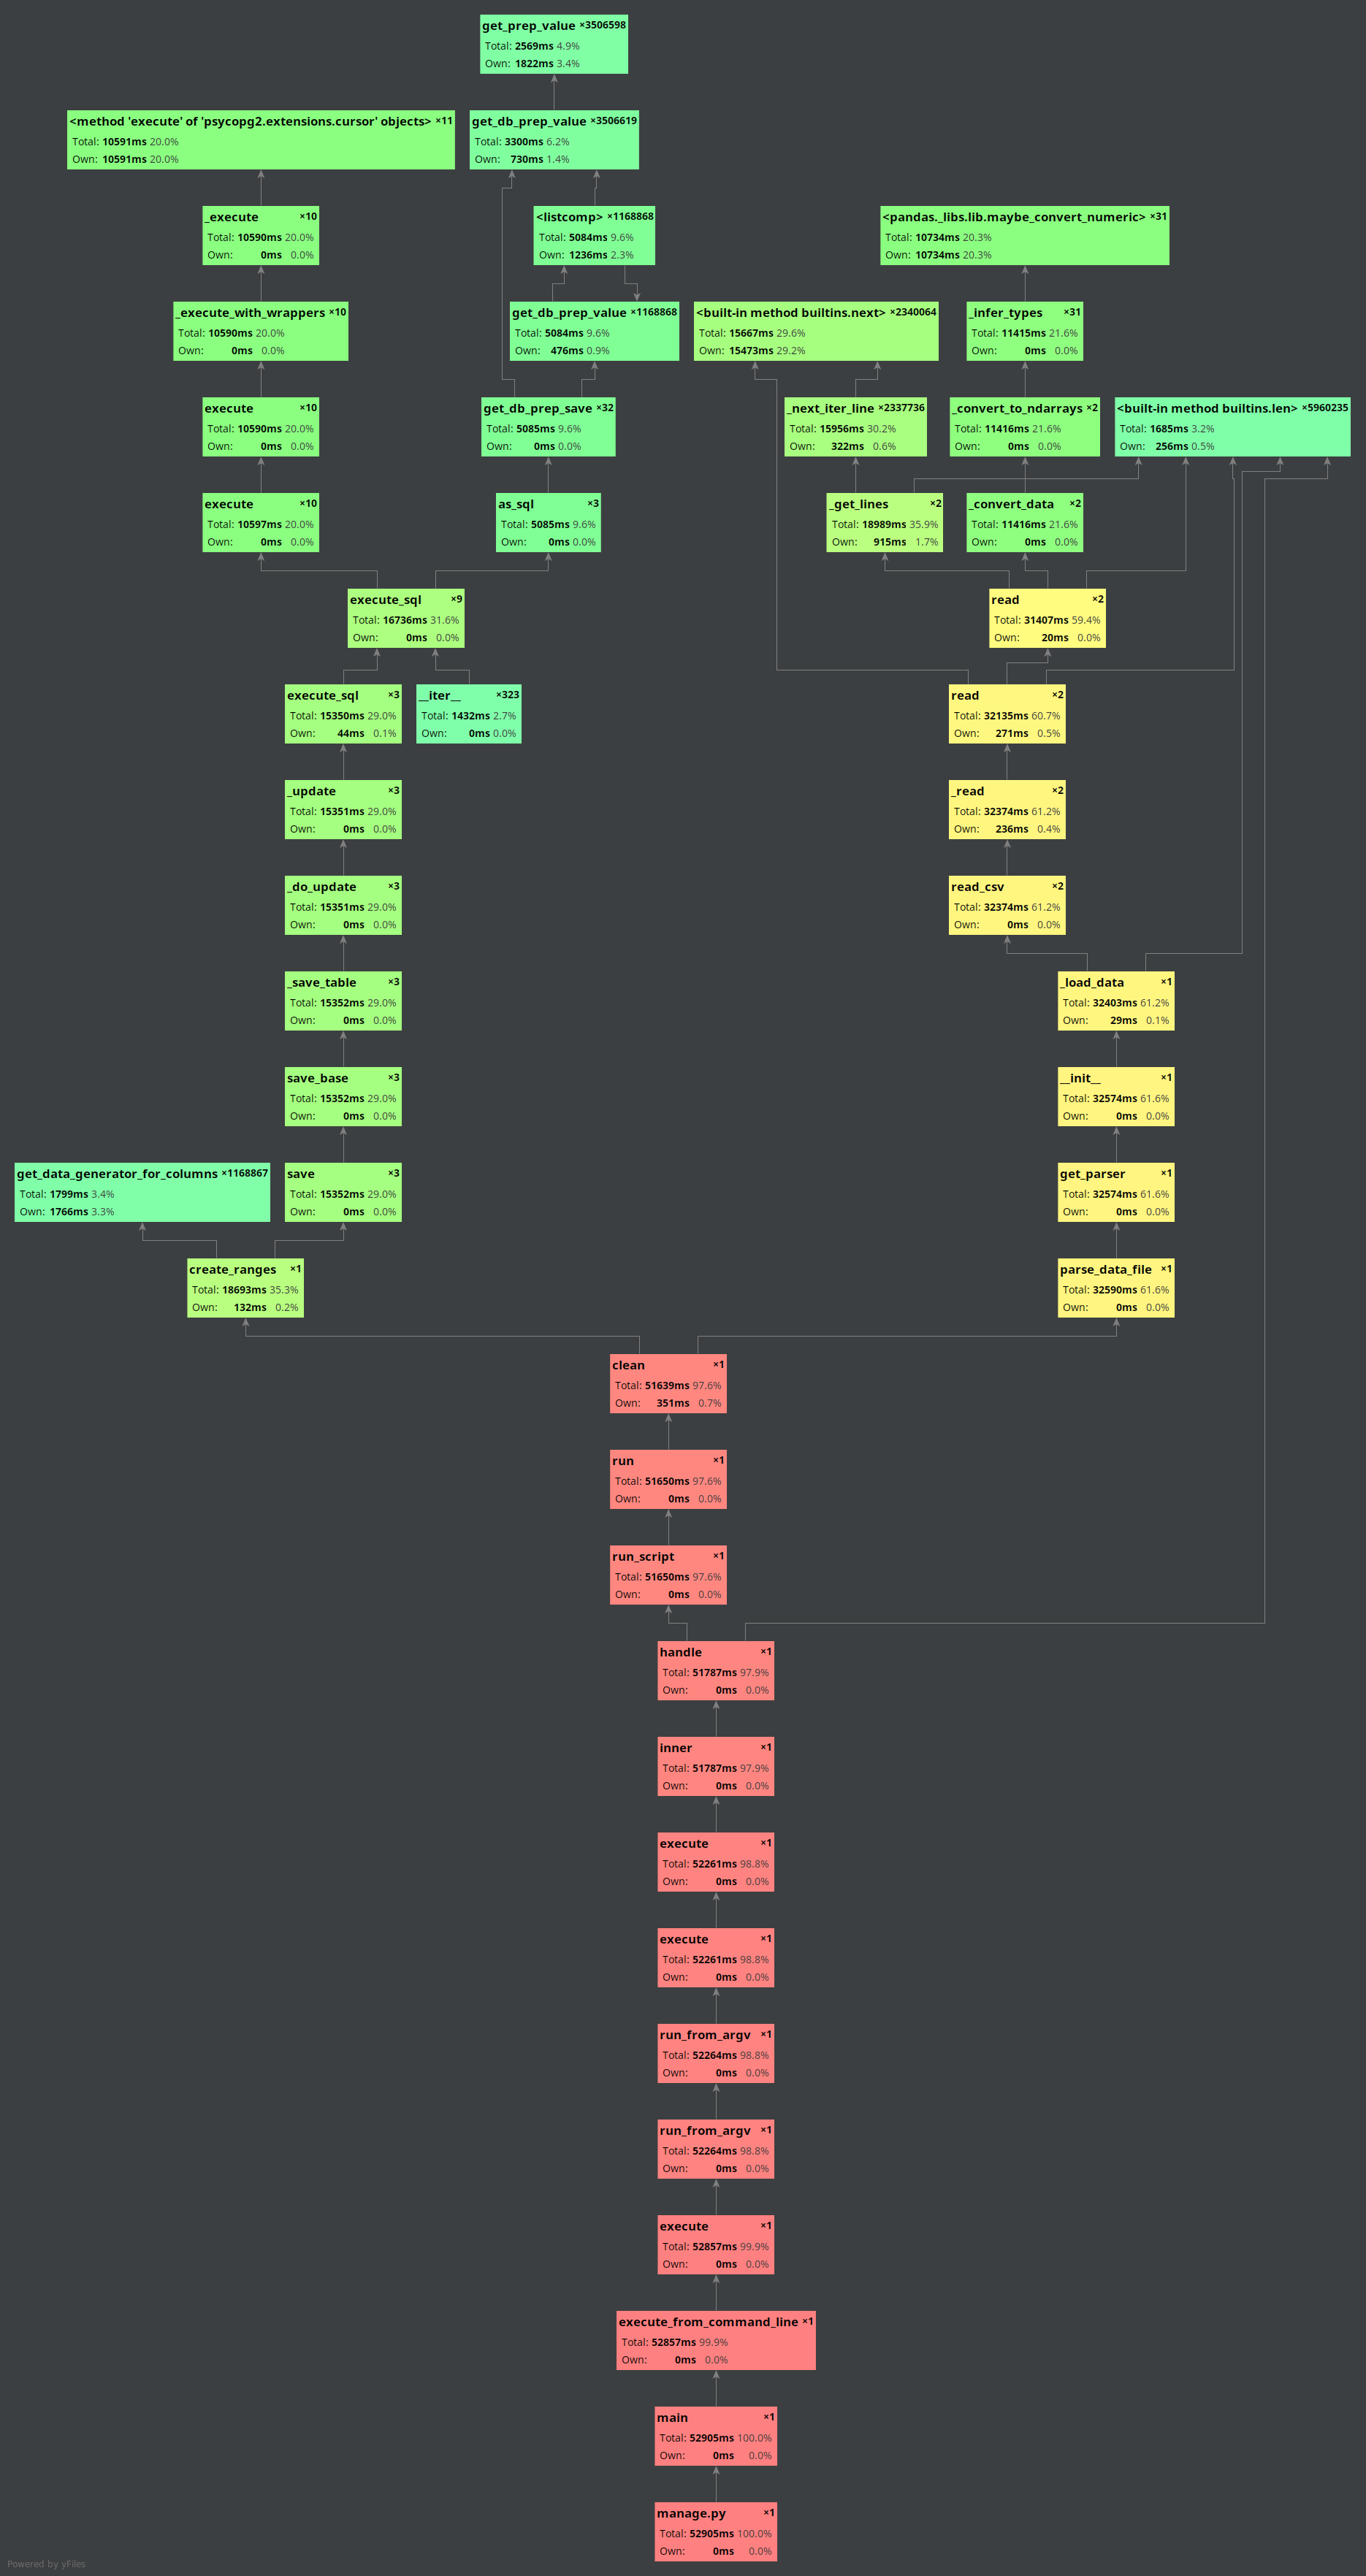 get_prep_value ×3506598
Total: 2569ms 4.9%
Own: 1822ms 3.4%
<method 'execute' of 'psycopg2.extensions.cursor' objects> ×11
Total: 10591ms 20.0%
Own: 10591ms 20.0%
get_db_prep_value ×3506619
Total: 3300ms 6.2%
Own: 730ms 1.4%
_execute ×10
Total: 10590ms 20.0%
Own: 0ms 0.0%
<listcomp> ×1168868
Total: 5084ms 9.6%
Own: 1236ms 2.3%
<pandas._libs.lib.maybe_convert_numeric> ×31
Total: 10734ms 20.3%
Own: 10734ms 20.3%
_execute_with_wrappers ×10
Total: 10590ms 20.0%
Own: 0ms 0.0%
get_db_prep_value ×1168868
Total: 5084ms 9.6%
Own: 476ms 0.9%
<built-in method builtins.next> ×2340064
Total: 15667ms 29.6%
Own: 15473ms 29.2%
_infer_types ×31
Total: 11415ms 21.6%
Own: 0ms 0.0%
execute ×10
Total: 10590ms 20.0%
Own: 0ms 0.0%
get_db_prep_save ×32
Total: 5085ms 9.6%
Own: 0ms 0.0%
_next_iter_line ×2337736
Total: 15956ms 30.2%
Own: 322ms 0.6%
_convert_to_ndarrays ×2
Total: 11416ms 21.6%
Own: 0ms 0.0%
<built-in method builtins.len> ×5960235
Total: 1685ms 3.2%
Own: 256ms 0.5%
execute ×10
Total: 10597ms 20.0%
Own: 0ms 0.0%
as_sql ×3
Total: 5085ms 9.6%
Own: 0ms 0.0%
_get_lines ×2
Total: 18989ms 35.9%
Own: 915ms 1.7%
_convert_data ×2
Total: 11416ms 21.6%
Own: 0ms 0.0%
execute_sql ×9
Total: 16736ms 31.6%
Own: 0ms 0.0%
read ×2
Total: 31407ms 59.4%
Own: 20ms 0.0%
execute_sql ×3
Total: 15350ms 29.0%
Own: 44ms 0.1%
__iter__ ×323
Total: 1432ms 2.7%
Own: 0ms 0.0%
read ×2
Total: 32135ms 60.7%
Own: 271ms 0.5%
_update ×3
Total: 15351ms 29.0%
Own: 0ms 0.0%
_read ×2
Total: 32374ms 61.2%
Own: 236ms 0.4%
_do_update ×3
Total: 15351ms 29.0%
Own: 0ms 0.0%
read_csv ×2
Total: 32374ms 61.2%
Own: 0ms 0.0%
_save_table ×3
Total: 15352ms 29.0%
Own: 0ms 0.0%
_load_data ×1
Total: 32403ms 61.2%
Own: 29ms 0.1%
save_base ×3
Total: 15352ms 29.0%
Own: 0ms 0.0%
__init__ ×1
Total: 32574ms 61.6%
Own: 0ms 0.0%
get_data_generator_for_columns ×1168867
Total: 1799ms 3.4%
Own: 1766ms 3.3%
save ×3
Total: 15352ms 29.0%
Own: 0ms 0.0%
get_parser ×1
Total: 32574ms 61.6%
Own: 0ms 0.0%
create_ranges ×1
Total: 18693ms 35.3%
Own: 132ms 0.2%
parse_data_file ×1
Total: 32590ms 61.6%
Own: 0ms 0.0%
clean ×1
Total: 51639ms 97.6%
Own: 351ms 0.7%
run ×1
Total: 51650ms 97.6%
Own: 0ms 0.0%
run_script ×1
Total: 51650ms 97.6%
Own: 0ms 0.0%
handle ×1
Total: 51787ms 97.9%
Own: 0ms 0.0%
inner ×1
Total: 51787ms 97.9%
Own: 0ms 0.0%
execute ×1
Total: 52261ms 98.8%
Own: 0ms 0.0%
execute ×1
Total: 52261ms 98.8%
Own: 0ms 0.0%
run_from_argv ×1
Total: 52264ms 98.8%
Own: 0ms 0.0%
run_from_argv ×1
Total: 52264ms 98.8%
Own: 0ms 0.0%
execute ×1
Total: 52857ms 99.9%
Own: 0ms 0.0%
execute_from_command_line ×1
Total: 52857ms 99.9%
Own: 0ms 0.0%
main ×1
Total: 52905ms 100.0%
Own: 0ms 0.0%
manage.py ×1
Total: 52905ms 100.0%
Own: 0ms 0.0%
Powered by yFiles